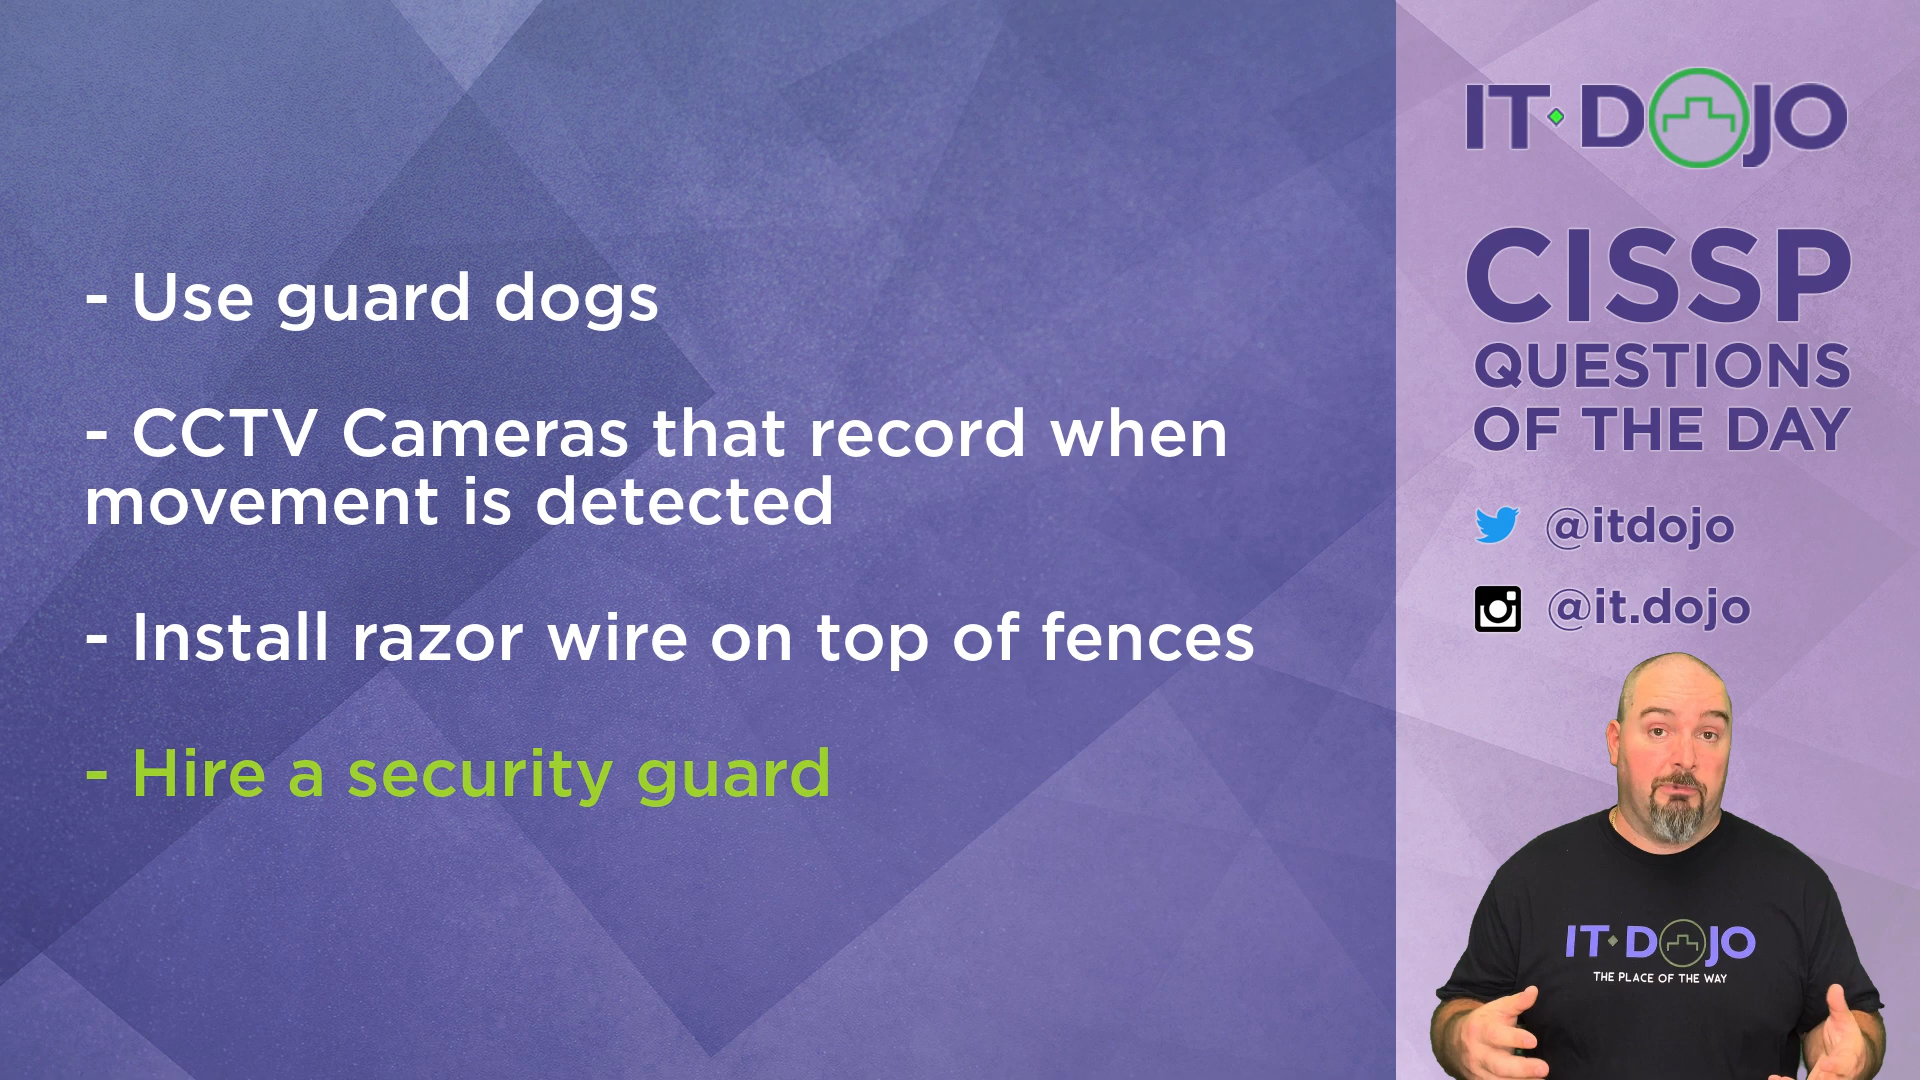 - Use guard dogs
- CCTV Cameras that record when
movement is detected
- Install razor wire on top of fences
- Hire a security guard
IT DOJO
CISSP
QUESTIONS
OF THE DAY
@itdojo
@it.dojo
IT DOJO
THE PLACE OF THE WAY